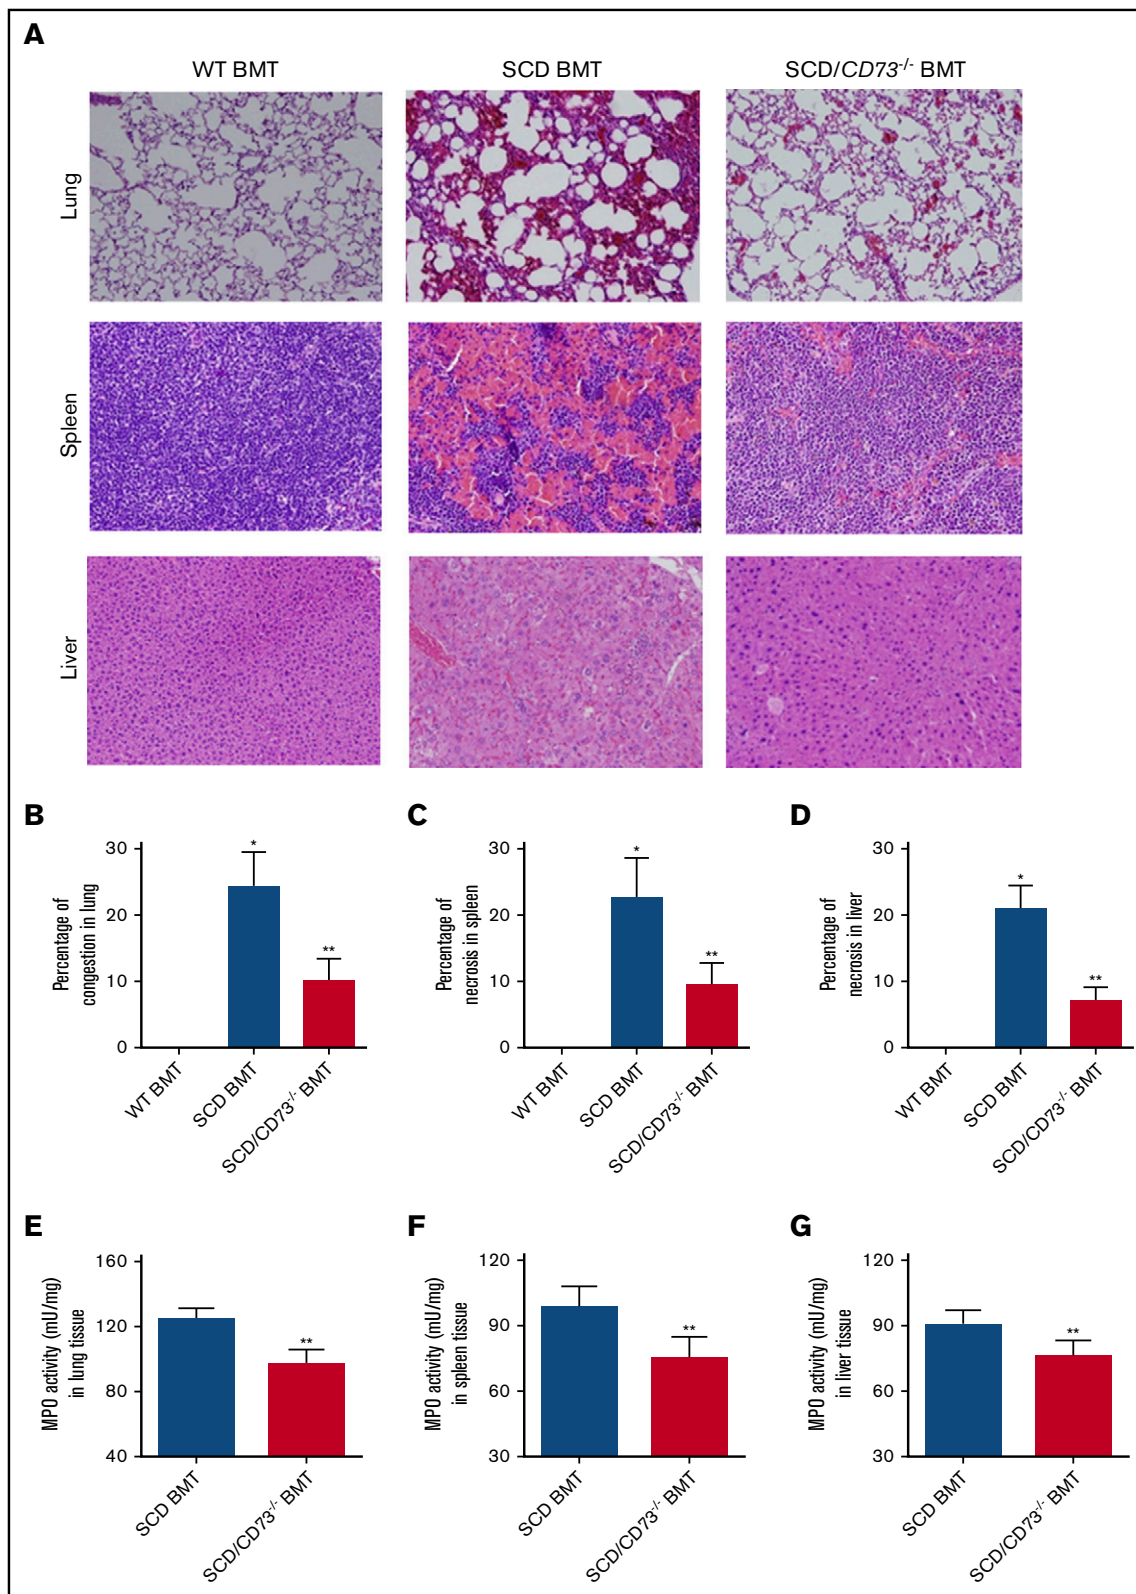 A
WT BMT
SCD BMT
SCD/CD73-/- BMT
Lung
Spleen
Liver
B
30
20
10
0
Percentage of
congestion in lung
*
**
WT BMT
SCD BMT
SCD/CD73-/- BMT
C
30
20
10
0
Percentage of
necrosis in spleen
*
**
WT BMT
SCD BMT
SCD/CD73-/- BMT
D
30
20
10
0
Percentage of
necrosis in liver
*
**
WT BMT
SCD BMT
SCD/CD73-/- BMT
E
160
120
80
40
MPO activity (mU/mg)
in lung tissue
**
SCD BMT
SCD/CD73-/- BMT
F
120
90
60
30
MPO activity (mU/mg)
in spleen tissue
**
SCD BMT
SCD/CD73-/- BMT
G
120
90
60
30
MPO activity (mU/mg)
in liver tissue
**
SCD BMT
SCD/CD73-/- BMT